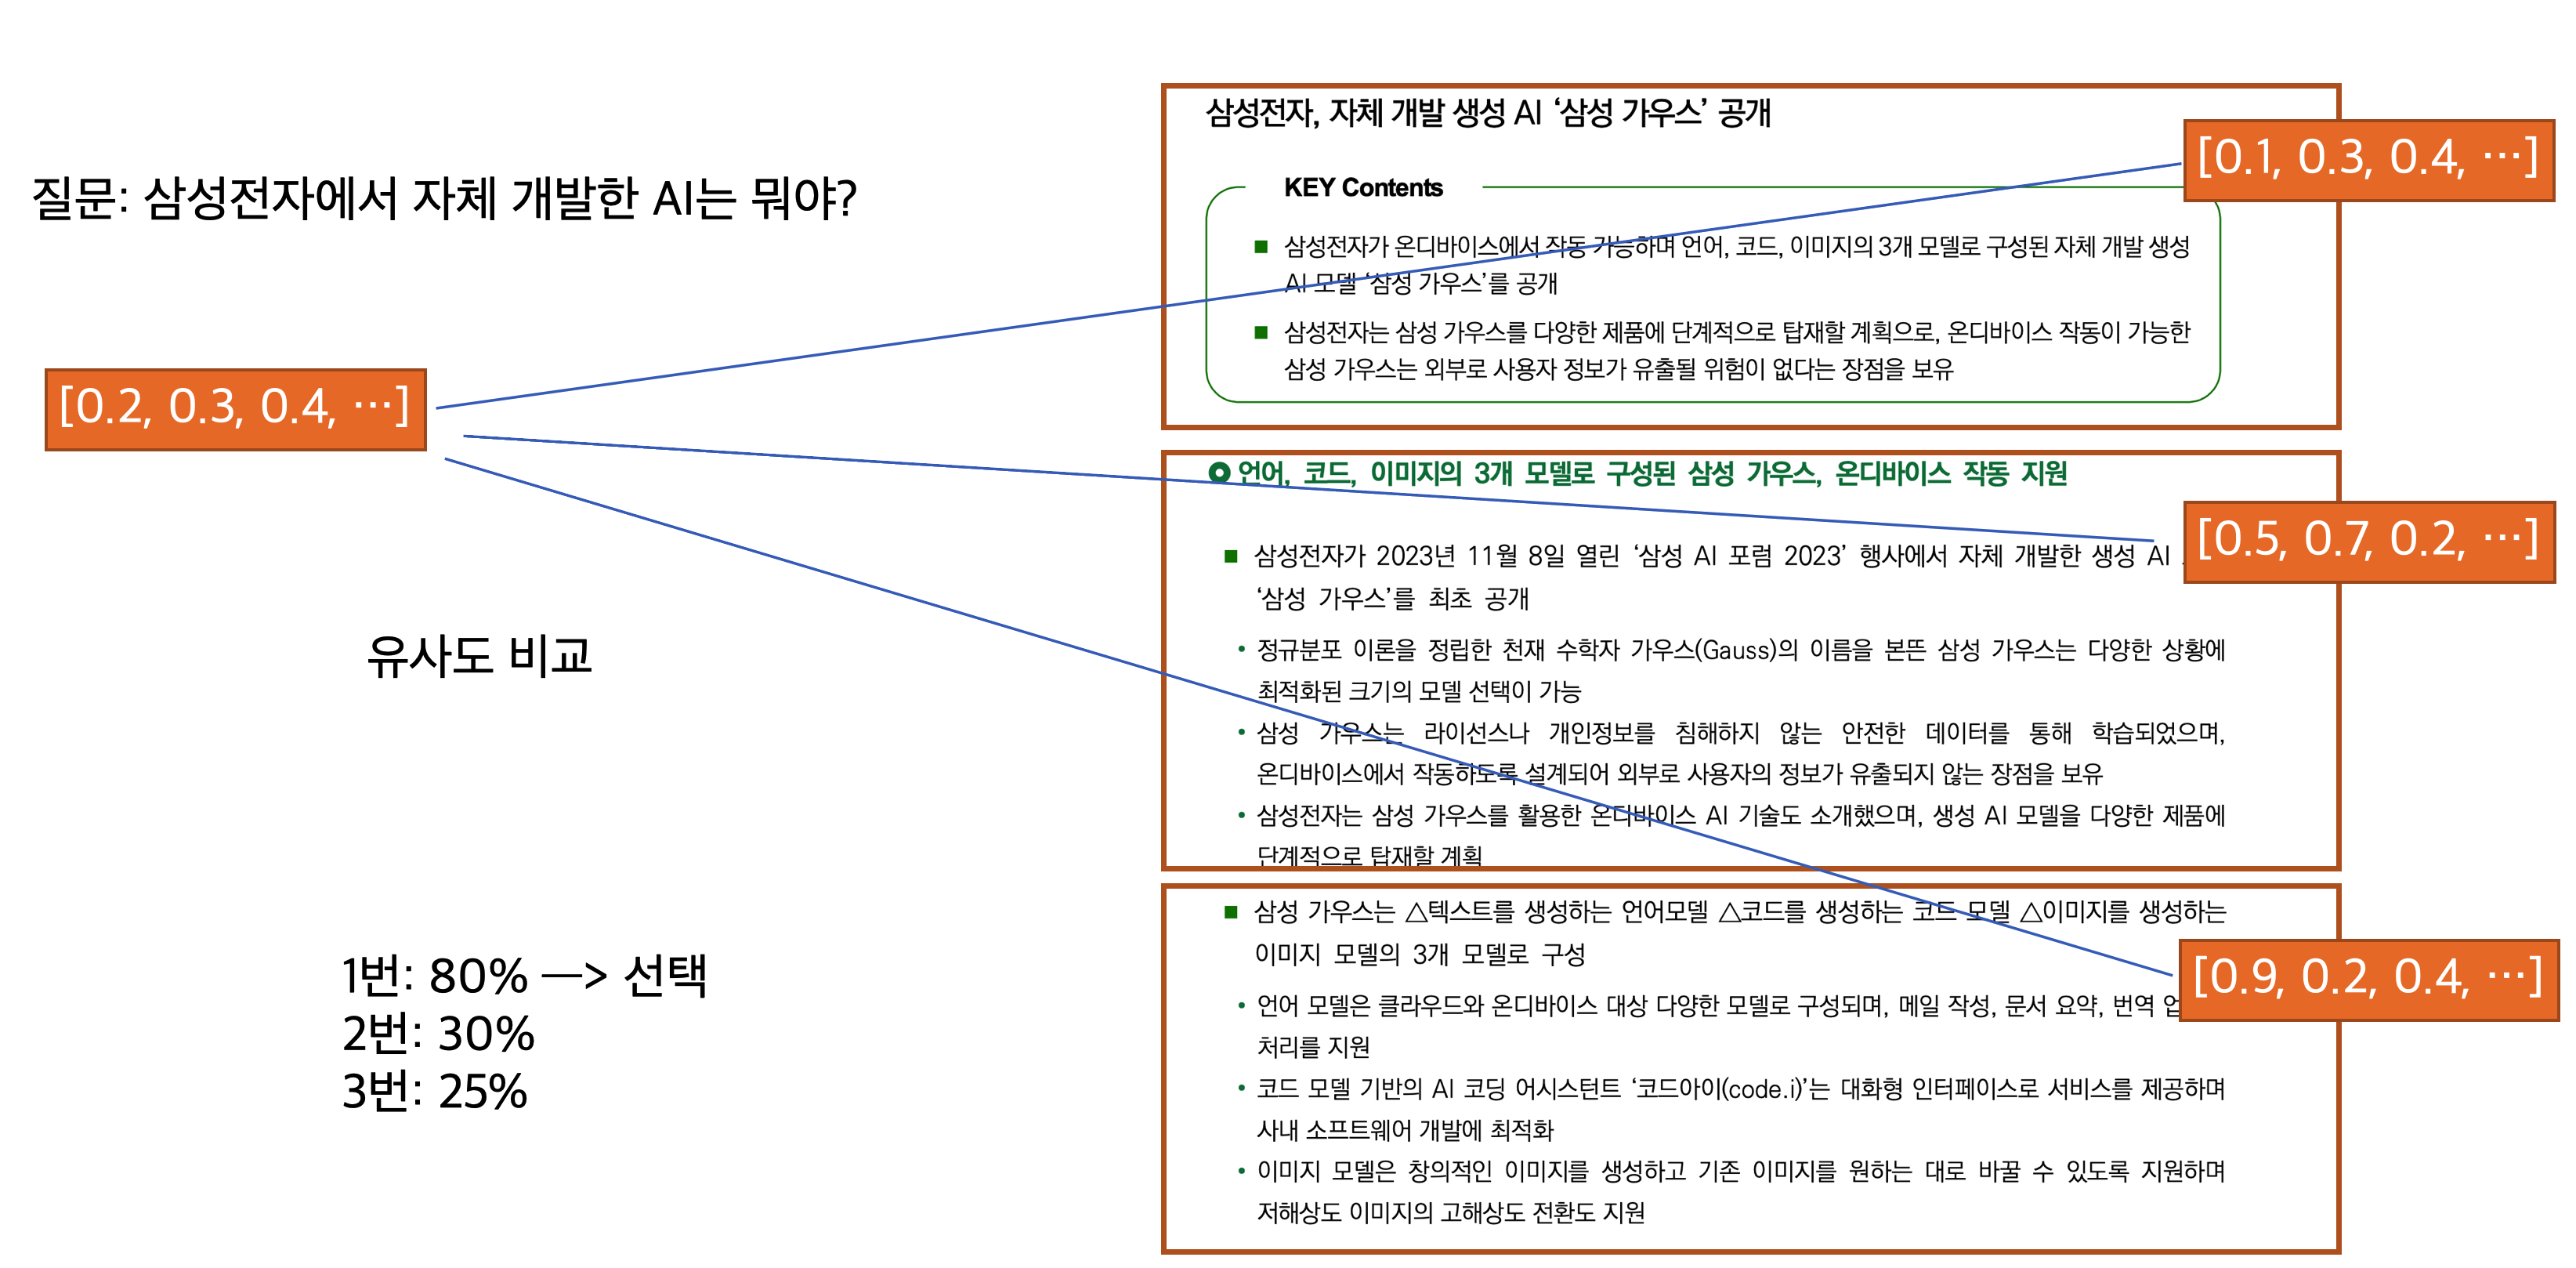 질문: 삼성전자에서 자체 개발한 AI는 뭐야?
[0.2, 0.3, 0.4, …]
유사도 비교
1번: 80% —> 선택
2번: 30%
3번: 25%
삼성전자, 자체 개발 생성 AI ‘삼성 가우스’ 공개
[0.1, 0.3, 0.4, …]
KEY Contents
■ 삼성전자가 온디바이스에서 작동 가능하며 언어, 코드, 이미지의 3개 모델로 구성된 자체 개발 생성
AI 모델 ‘삼성 가우스’를 공개
■ 삼성전자는 삼성 가우스를 다양한 제품에 단계적으로 탑재할 계획으로, 온디바이스 작동이 가능한
삼성 가우스는 외부로 사용자 정보가 유출될 위험이 없다는 장점을 보유
언어, 코드, 이미지의 3개 모델로 구성된 삼성 가우스, 온디바이스 작동 지원
[0.5, 0.7, 0.2, …]
■ 삼성전자가 2023년 11월 8일 열린 ‘삼성 AI 포럼 2023’ 행사에서 자체 개발한 생성 AI
‘삼성 가우스’를 최초 공개
• 정규분포 이론을 정립한 천재 수학자 가우스(Gauss)의 이름을 본뜬 삼성 가우스는 다양한 상황에
최적화된 크기의 모델 선택이 가능
• 삼성 가우스는 라이선스나 개인정보를 침해하지 않는 안전한 데이터를 통해 학습되었으며,
온디바이스에서 작동하도록 설계되어 외부로 사용자의 정보가 유출되지 않는 장점을 보유
• 삼성전자는 삼성 가우스를 활용한 온디바이스 AI 기술도 소개했으며, 생성 AI 모델을 다양한 제품에
단계적으로 탑재할 계획
■ 삼성 가우스는 △텍스트를 생성하는 언어모델 △코드를 생성하는 코드 모델 △이미지를 생성하는
이미지 모델의 3개 모델로 구성
[0.9, 0.2, 0.4, …]
• 언어 모델은 클라우드와 온디바이스 대상 다양한 모델로 구성되며, 메일 작성, 문서 요약, 번역
처리를 지원
• 코드 모델 기반의 AI 코딩 어시스턴트 ‘코드아이(code.i)’는 대화형 인터페이스로 서비스를 제공하며
사내 소프트웨어 개발에 최적화
• 이미지 모델은 창의적인 이미지를 생성하고 기존 이미지를 원하는 대로 바꿀 수 있도록 지원하며
저해상도 이미지의 고해상도 전환도 지원